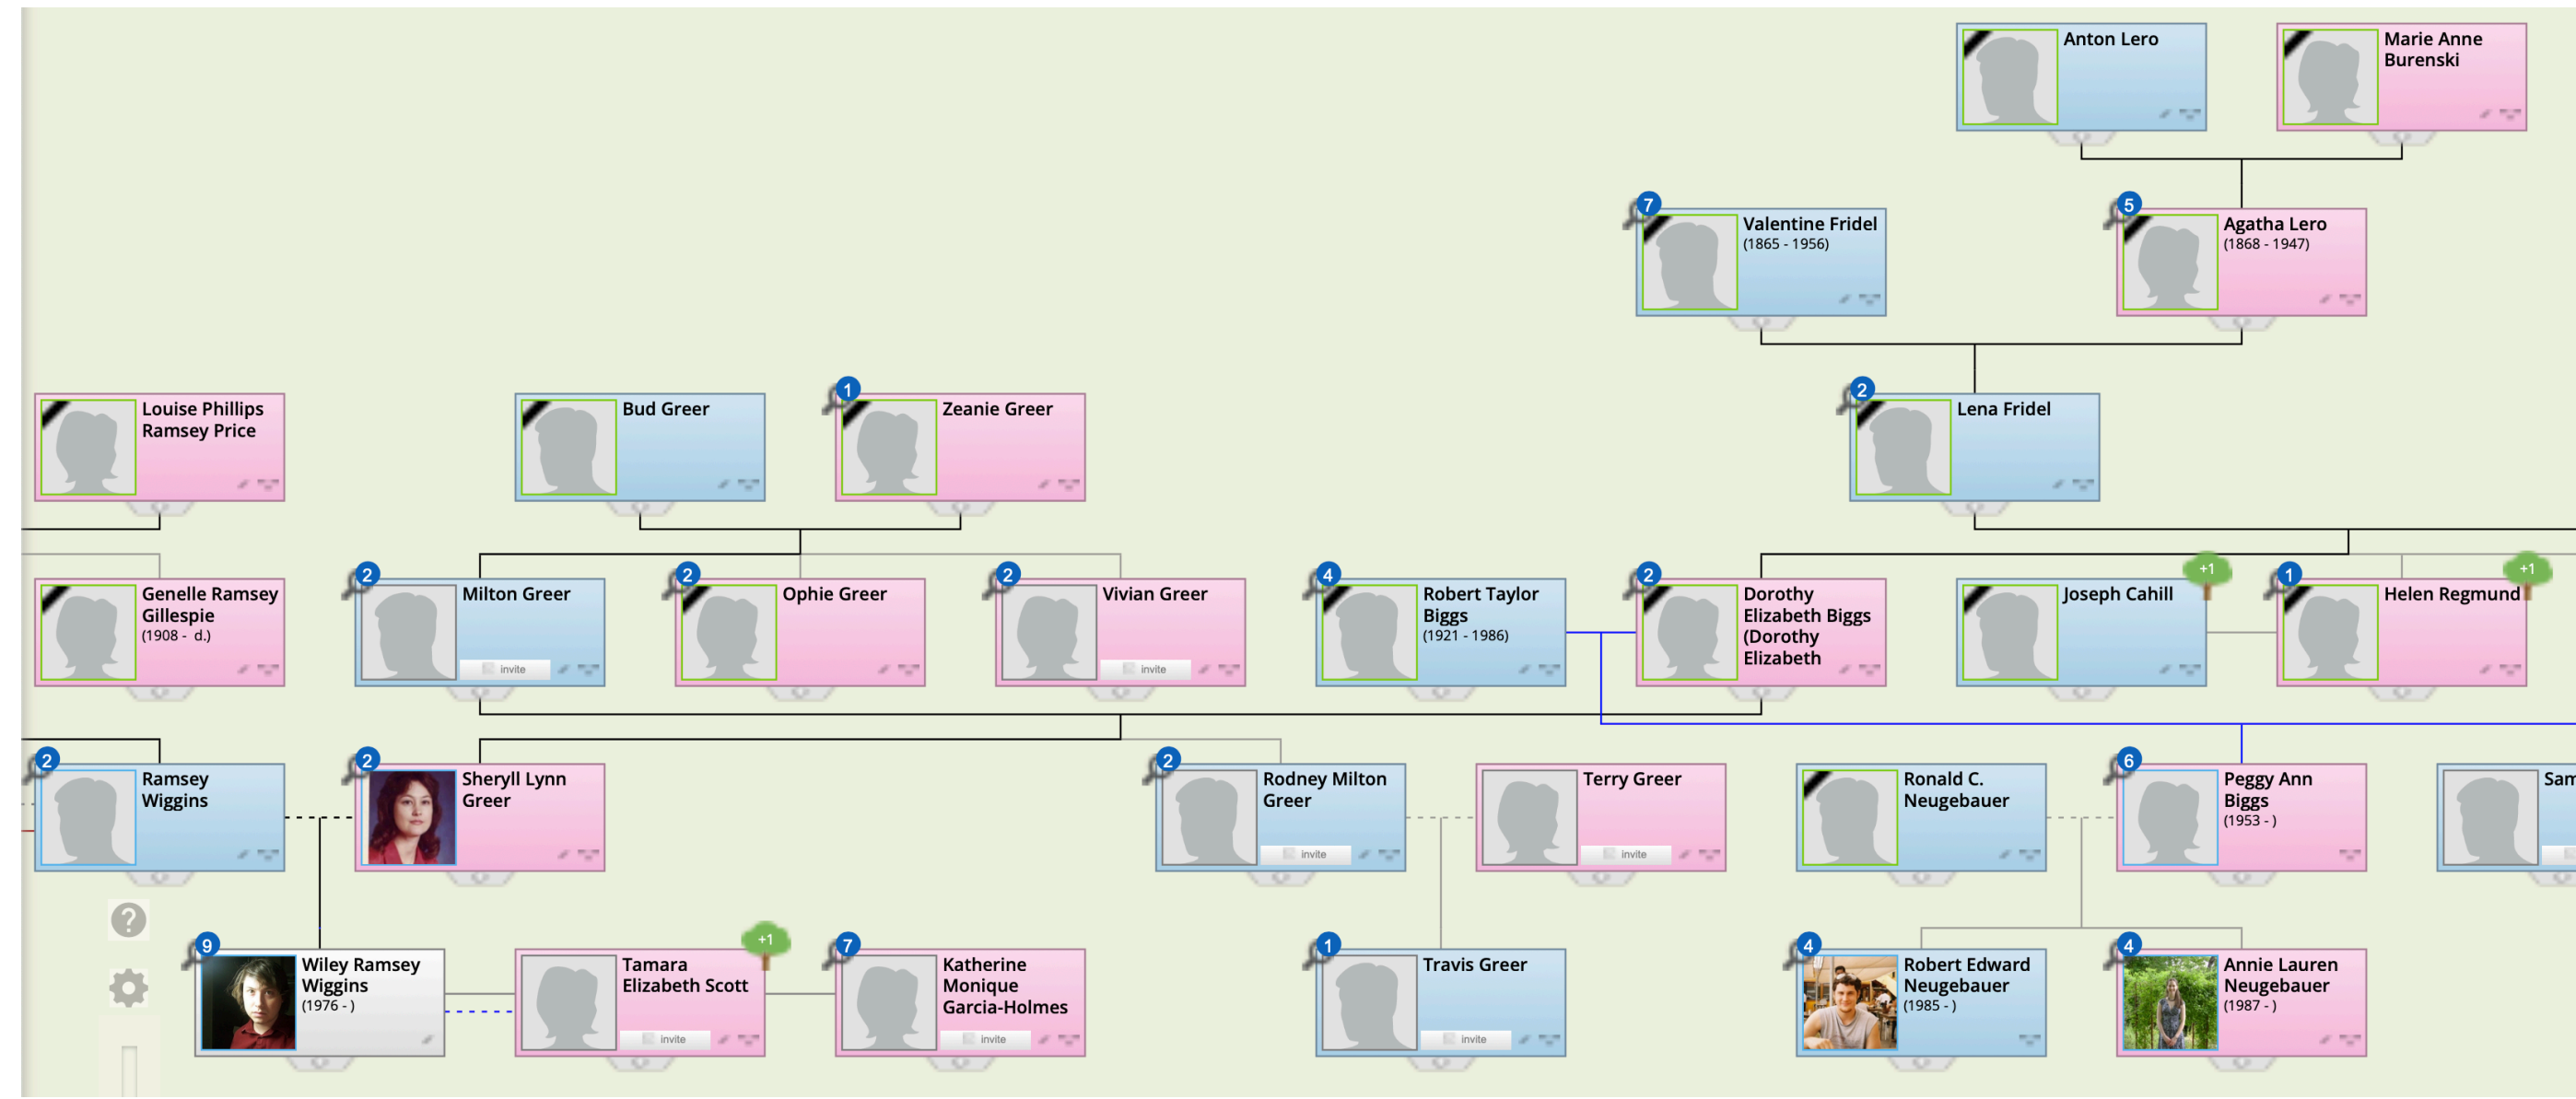 Anton Lero
Marie Anne
Burenski
7
Valentine Fridel
(1865 - 1956)
5
Agatha Lero
(1868 - 1947)
Louise Phillips
Ramsey Price
Bud Greer
1
Zeanie Greer
2
Lena Fridel
Genelle Ramsey
Gillespie
(1908 - d.)
2
Milton Greer
invite
2
Ophie Greer
2
Vivian Greer
invite
4
Robert Taylor
Biggs
(1921 - 1986)
2
Dorothy
Elizabeth Biggs
(Dorothy
Elizabeth
Joseph Cahill
+1
1
Helen Regmund
+1
2
Ramsey
Wiggins
2
Sheryll Lynn
Greer
2
Rodney Milton
Greer
invite
Terry Greer
invite
Ronald C.
Neugebauer
6
Peggy Ann
Biggs
(1953 - )
Sam
?
9
Wiley Ramsey
Wiggins
(1976 - )
Tamara
Elizabeth Scott
invite
+1
7
Katherine
Monique
Garcia-Holmes
invite
1
Travis Greer
invite
4
Robert Edward
Neugebauer
(1985 - )
4
Annie Lauren
Neugebauer
(1987 - )